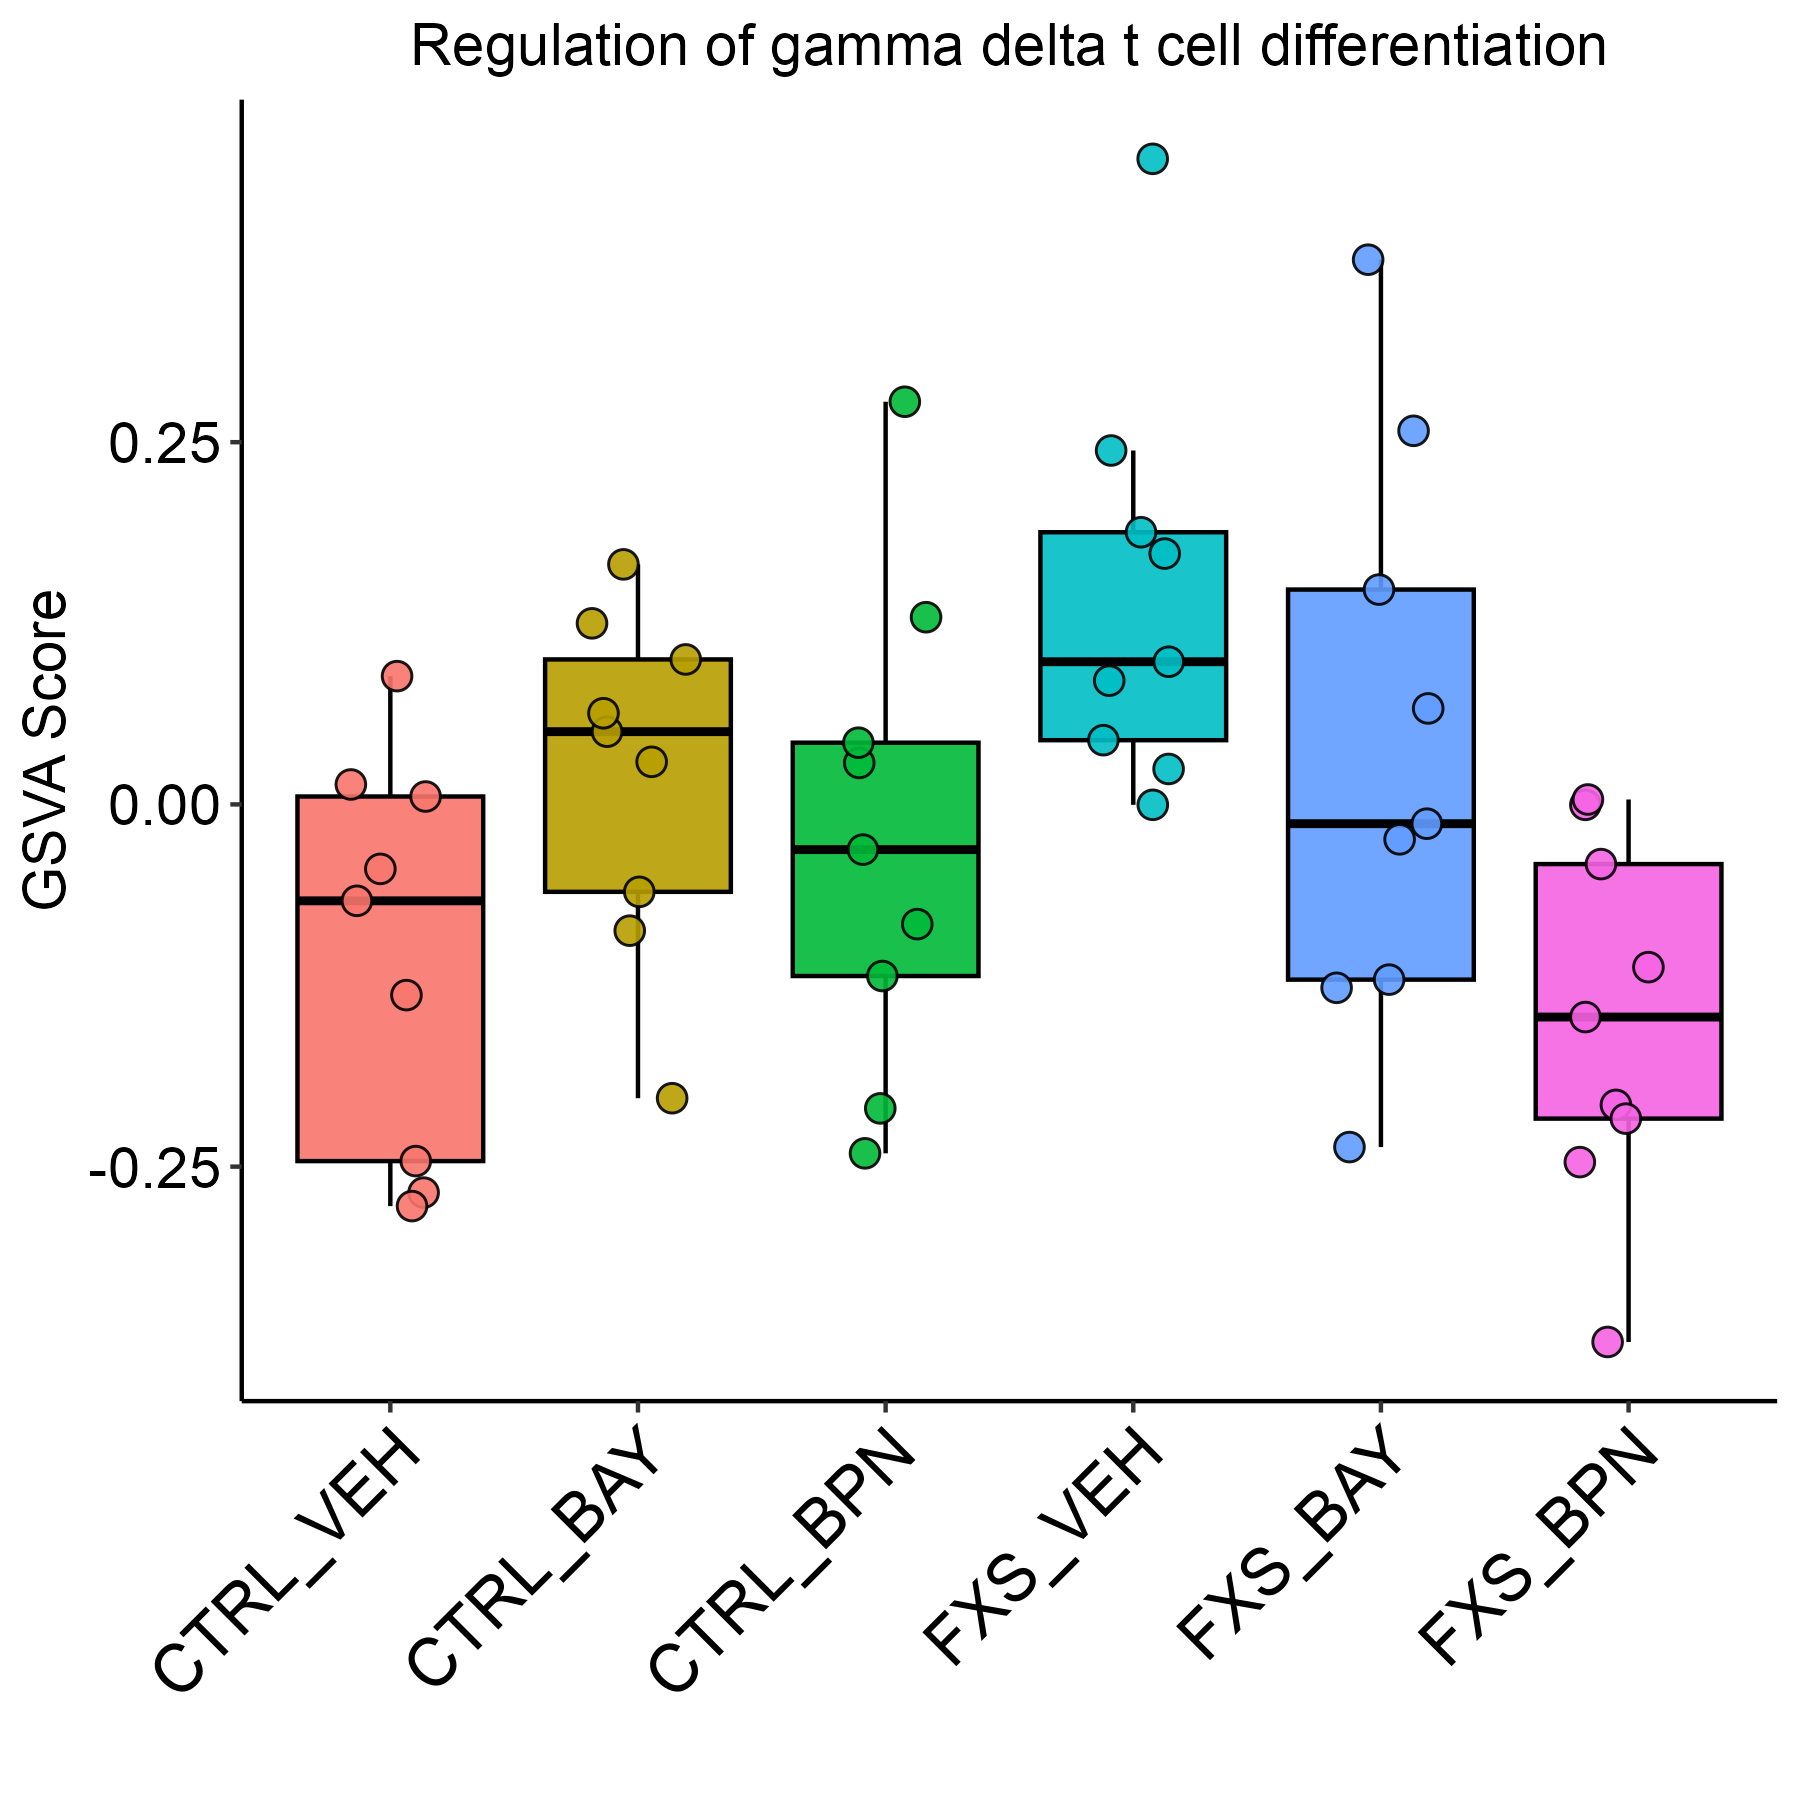 Regulation of gamma delta t cell differentiation
GSVA Score
0.25
0.00
-0.25
CTRL_VEH
CTRL_BAY
CTRL_BPN
FXS_VEH
FXS_BAY
FXS_BPN